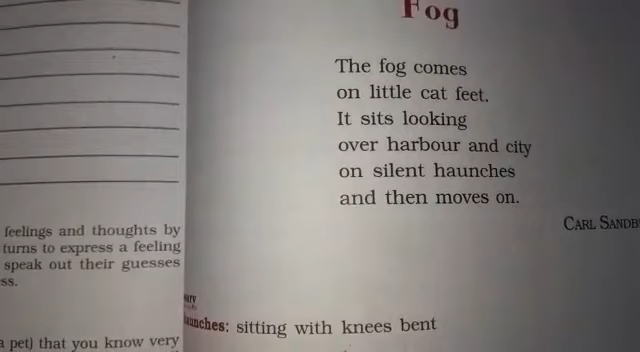 feelings and thoughts by
turns to express a feeling
speak out their guesses
ss.
a pet) that you know very
Fog
The fog comes
on little cat feet.
It sits looking
over harbour and city
on silent haunches
and then moves on.
CARL SANDB
haunches: sitting with knees bent